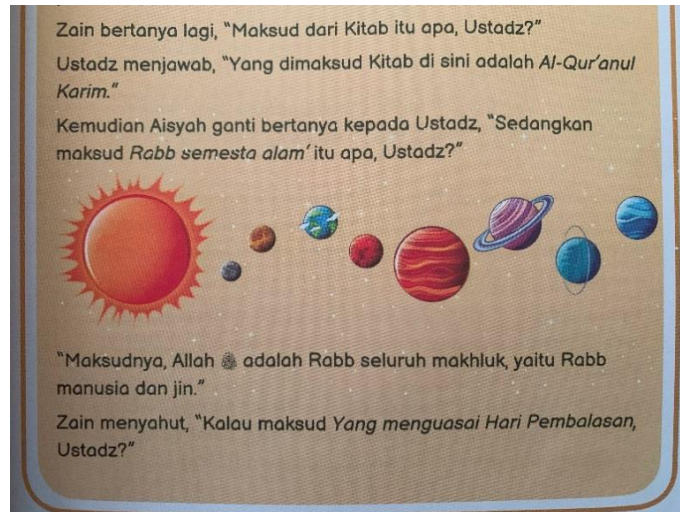 Zain bertanya lagi, "Maksud dari Kitab itu apa, Ustadz?"
Ustadz menjawab, "Yang dimaksud Kitab di sini adalah Al-Qur'anul
Karim."
Kemudian Aisyah ganti bertanya kepada Ustadz, "Sedangkan
maksud Rabb semesta alam' itu apa, Ustadz?"
"Maksudnya, Allah adalah Rabb seluruh makhluk, yaitu Rabb
manusia dan jin."
Zain menyahut, "Kalau maksud Yang menguasai Hari Pembalasan,
Ustadz?"